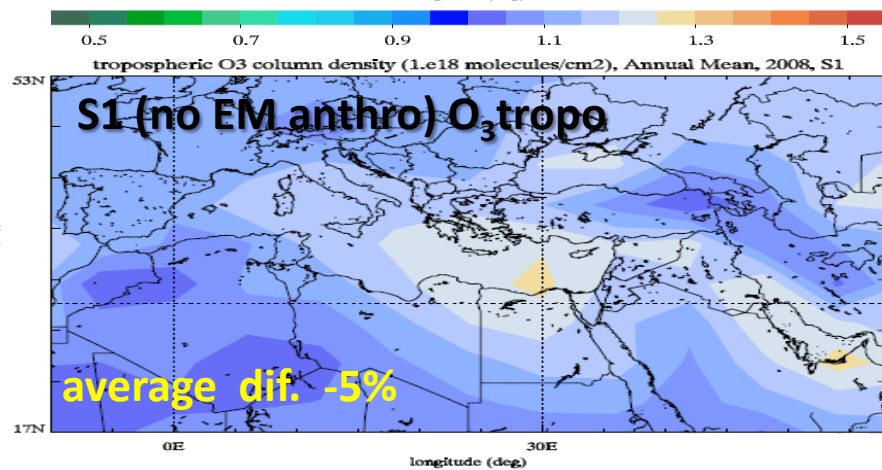 0.5 0.7 0.9 1.1 1.3 1.5
tropospheric O3 column density (1.e18 molecules/cm2), Annual Mean, 2008, S1
53N
S1 (no EM anthro) O₃tropo
average dif. -5%
17N
0E 30E
longitude (deg.)